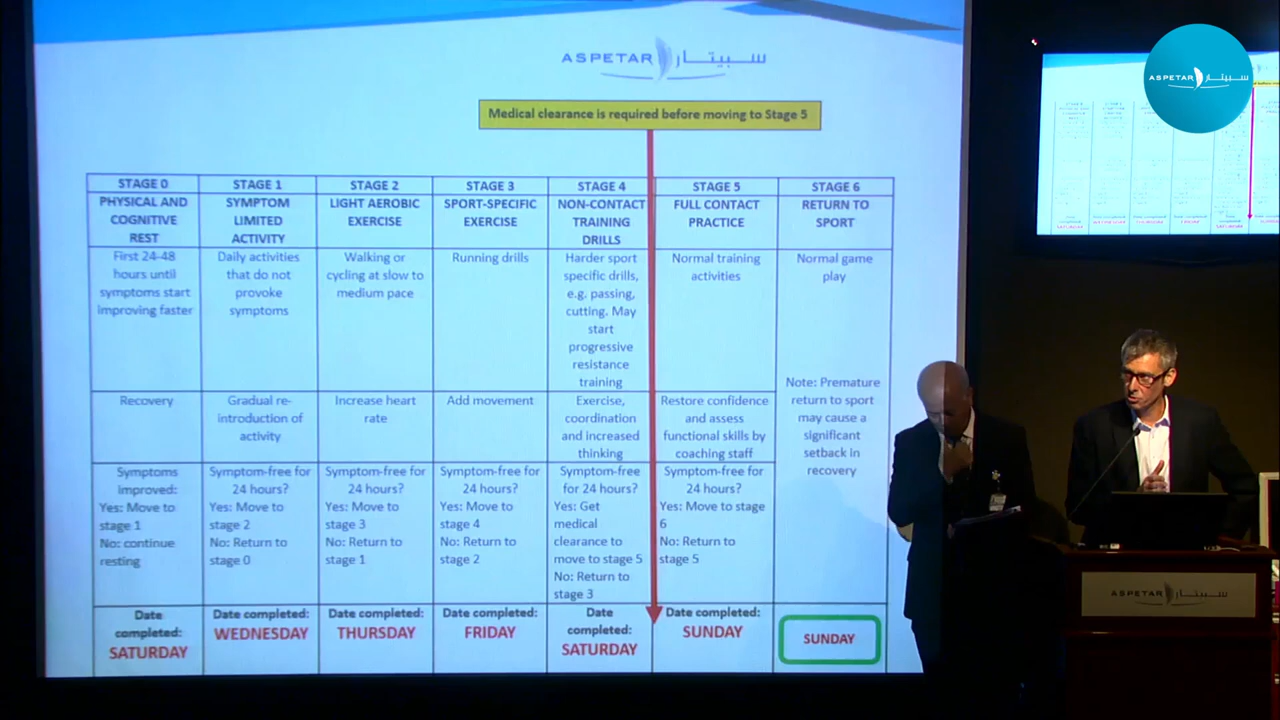 ASPETAR سبيتار
Medical clearance is required before moving to Stage 5
STAGE 0
PHYSICAL AND
COGNITIVE
REST
First 24-48
hours until
symptoms start
Improving faster
Recovery
Symptoms
improved:
Yes: Move to
stage 1
No: continue
resting
Date
completed:
SATURDAY
STAGE 1
SYMPTOM
LIMITED
ACTIVITY
Daily activities
that do not
provoke
symptoms
Gradual re-
introduction of
activity
Symptom-free for
24 hours?
Yes: Move to
stage 2
No: Return to
stage 0
Date completed:
WEDNESDAY
STAGE 2
LIGHT AEROBIC
EXERCISE
Walking or
cycling at slow to
medium pace
Increase heart
rate
Symptom-free for
24 hours?
Yes: Move to
stage 3
No: Return to
stage 1
Date completed:
THURSDAY
STAGE 3
SPORT-SPECIFIC
EXERCISE
Running drills
Add movement
Symptom-free for
24 hours?
Yes: Move to
stage 4
No: Return to
stage 2
Date completed:
FRIDAY
STAGE 4
NON-CONTACT
TRAINING
DRILLS
Harder sport
specific drills,
e.g. passing,
cutting. May
start
progressive
resistance
training
Exercise,
coordination
and increased
thinking
Symptom-free
for 24 hours?
Yes: Get
medical
clearance to
move to stage 5
No: Return to
stage 3
Date
completed:
SATURDAY
STAGE 5
FULL CONTACT
PRACTICE
Normal training
activities
Restore confidence
and assess
functional skills by
coaching staff
Symptom-free for
24 hours?
Yes: Move to stage
6
No: Return to
stage 5
Date completed:
SUNDAY
STAGE 6
RETURN TO
SPORT
Normal game
play
Note: Premature
return to sport
may cause a
significant
setback in
recovery
SUNDAY
ASPETAR سبيتار
ASPETAR سبيتار